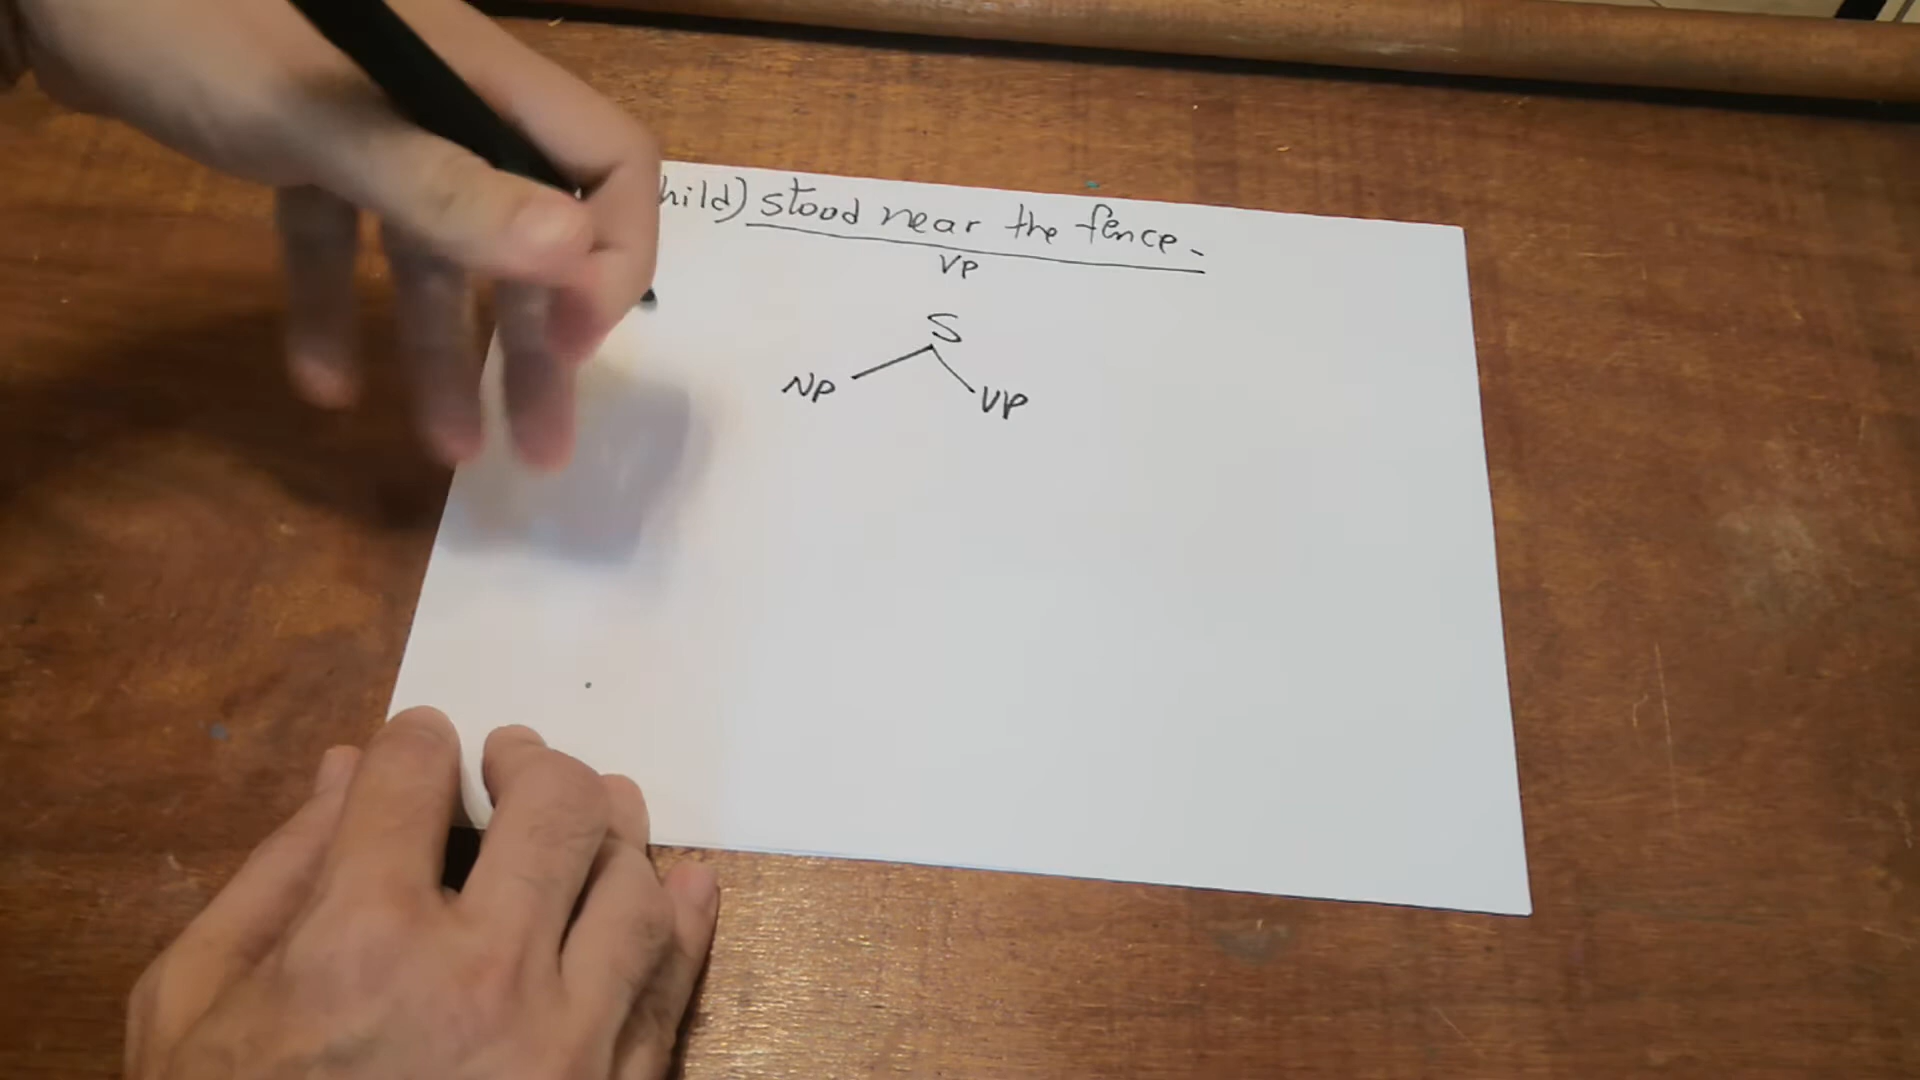 hild) stood near the fence.
VP
S
NP VP